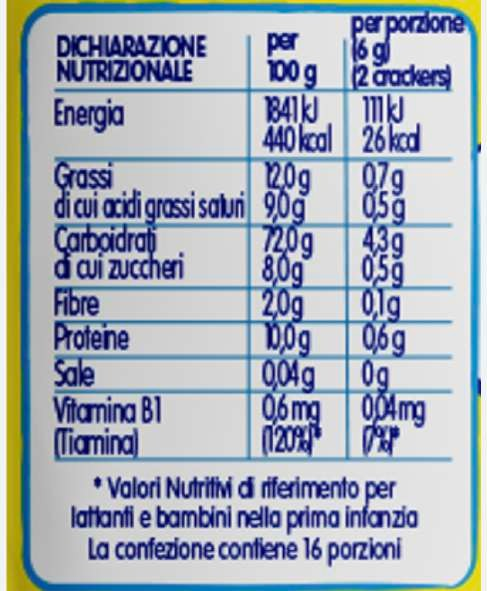 DICHIARAZIONE NUTRIZIONALE per 100 g per porzione (6 g) (2 crackers)
Energia 1841 kJ 111 kJ
440 kcal 26 kcal
Grassi 12,0 g 0,7 g
di cui acidi grassi saturi 9,0 g 0,5 g
Carboidrati 72,0 g 4,3 g
di cui zuccheri 8,0 g 0,5 g
Fibre 2,0 g 0,1 g
Proteine 10,0 g 0,6 g
Sale 0,04 g 0 g
Vitamina B1 0,6 mg 0,04 mg
(Tiamina) (120%)* (7%)*
* Valori Nutritivi di riferimento per
lattanti e bambini nella prima infanzia
La confezione contiene 16 porzioni